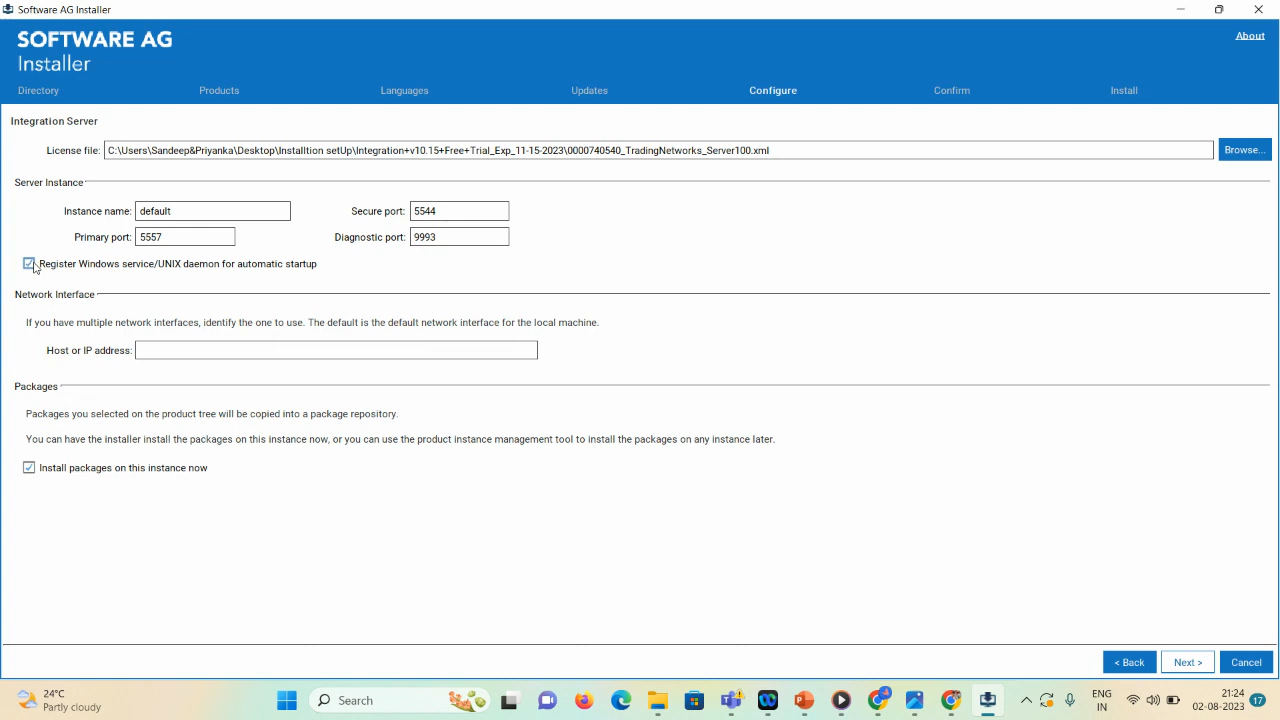 Software AG Installer
SOFTWARE AG
Installer
About
Directory Products Languages Updates Configure Confirm Install
Integration Server
License file: C:\Users\Sandeep&Priyanka\Desktop\Installtion setUp\Integration+v10.15+Free+Trial_Exp_11-15-2023\0000740540_TradingNetworks_Server100.xml Browse...
Server Instance
Instance name: default Secure port: 5544
Primary port: 5557 Diagnostic port: 9993
Register Windows service/UNIX daemon for automatic startup
Network Interface
If you have multiple network interfaces, identify the one to use. The default is the default network interface for the local machine.
Host or IP address:
Packages
Packages you selected on the product tree will be copied into a package repository.
You can have the installer install the packages on this instance now, or you can use the product instance management tool to install the packages on any instance later.
Install packages on this instance now
< Back Next > Cancel
24°C
Partly cloudy
Search
ENG
IN
21:24
02-08-2023
17